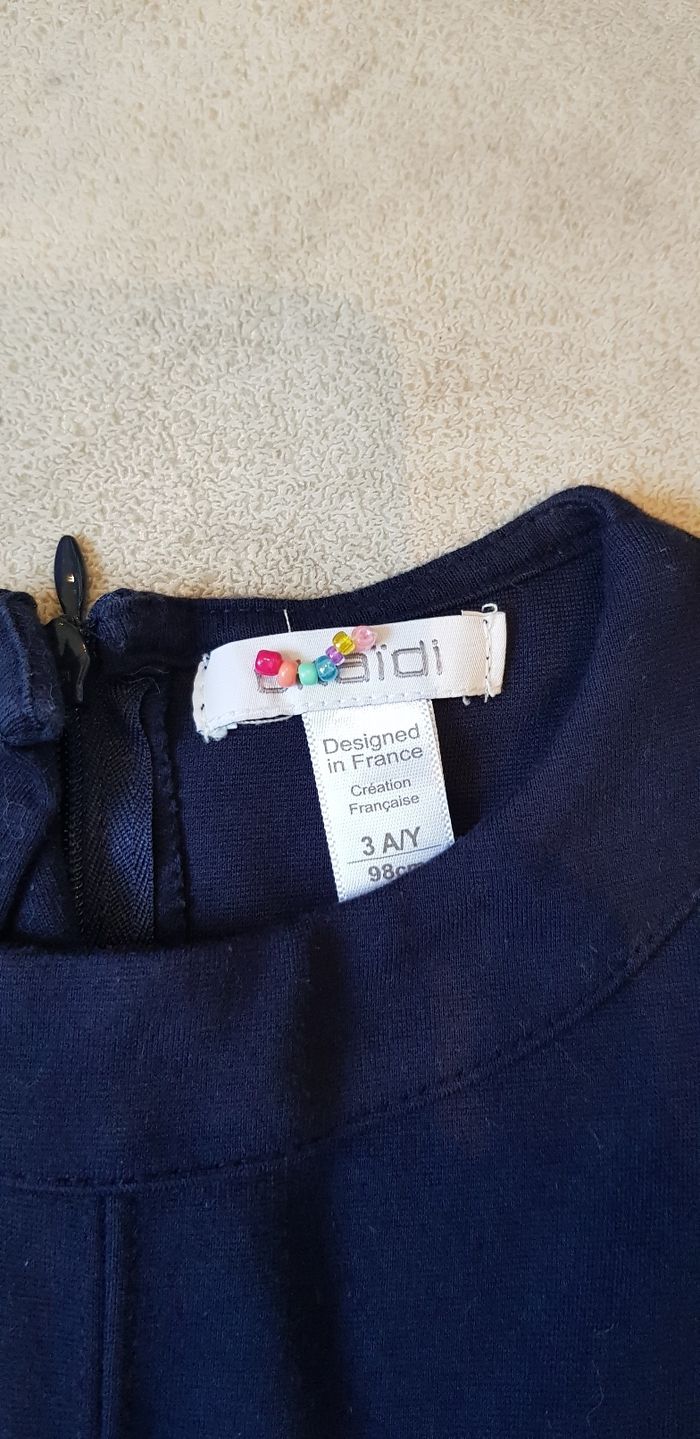 Designed
in France
Création
Française
3 A/Y